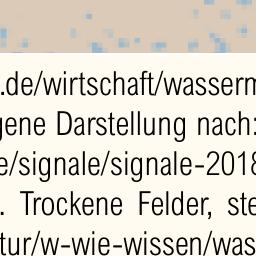 .de/wirtschaft/wasserm
gene Darstellung nach:
e/signale/signale-2018
. Trockene Felder, ste
tur/w-wie-wissen/was